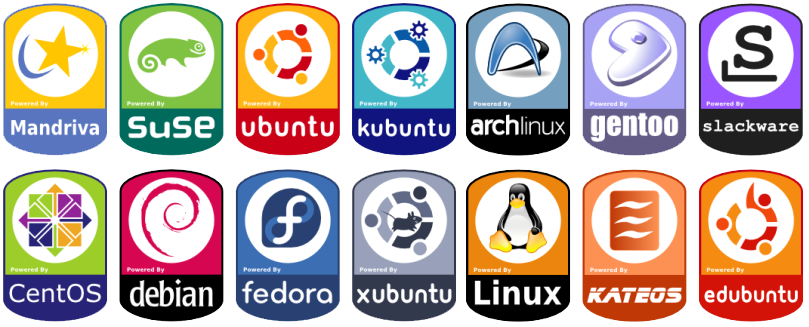 Powered By Powered By Powered By Powered By Powered By Powered By Powered By
Mandriva SUSE ubuntu kubuntu archlinux gentoo slackware
Powered By Powered By Powered By Powered By Powered By Powered By Powered By
CentOS debian fedora xubuntu Linux KATEOS edubuntu